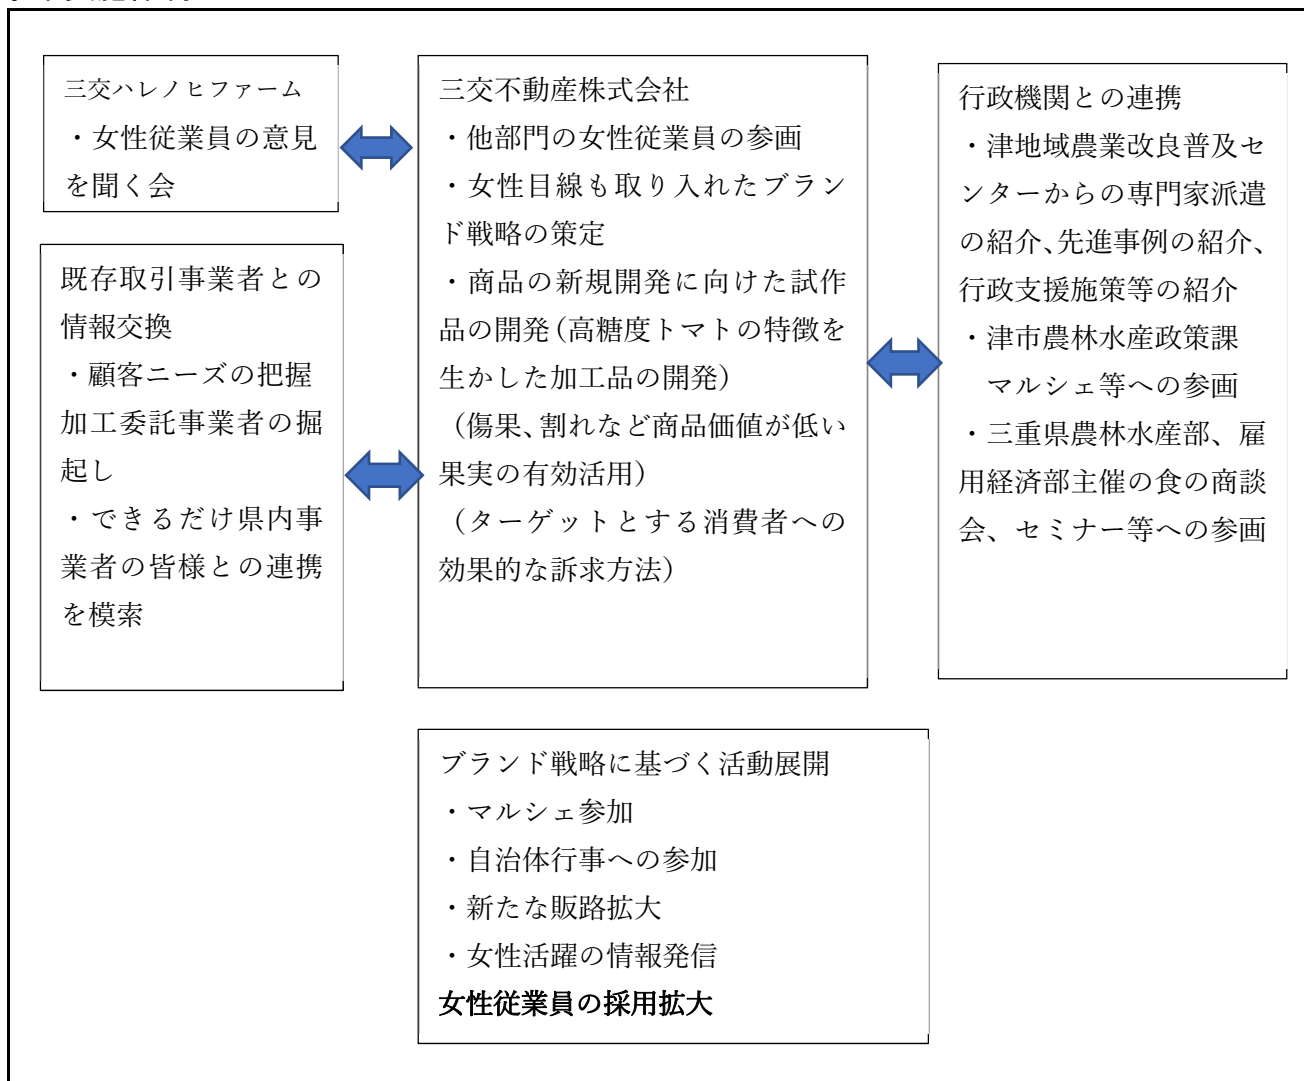 三交ハレノヒファーム
・女性従業員の意見
を聞く会
既存取引事業者との
情報交換
・顧客ニーズの把握
加工委託事業者の掘
起し
・できるだけ県内事
業者の皆様との連携
を模索
三交不動産株式会社
・他部門の女性従業員の参画
・女性目線も取り入れたブラン
ド戦略の策定
・商品の新規開発に向けた試作
品の開発（高糖度トマトの特徴を
生かした加工品の開発）
（傷果、割れなど商品価値が低い
果実の有効活用）
（ターゲットとする消費者への
効果的な訴求方法）
行政機関との連携
・津地域農業改良普及セ
ンターからの専門家派遣
の紹介、先進事例の紹介、
行政支援施策等の紹介
・津市農林水産政策課
マルシェ等への参画
・三重県農林水産部、雇
用経済部主催の食の商談
会、セミナー等への参画
ブランド戦略に基づく活動展開
・マルシェ参加
・自治体行事への参加
・新たな販路拡大
・女性活躍の情報発信
女性従業員の採用拡大